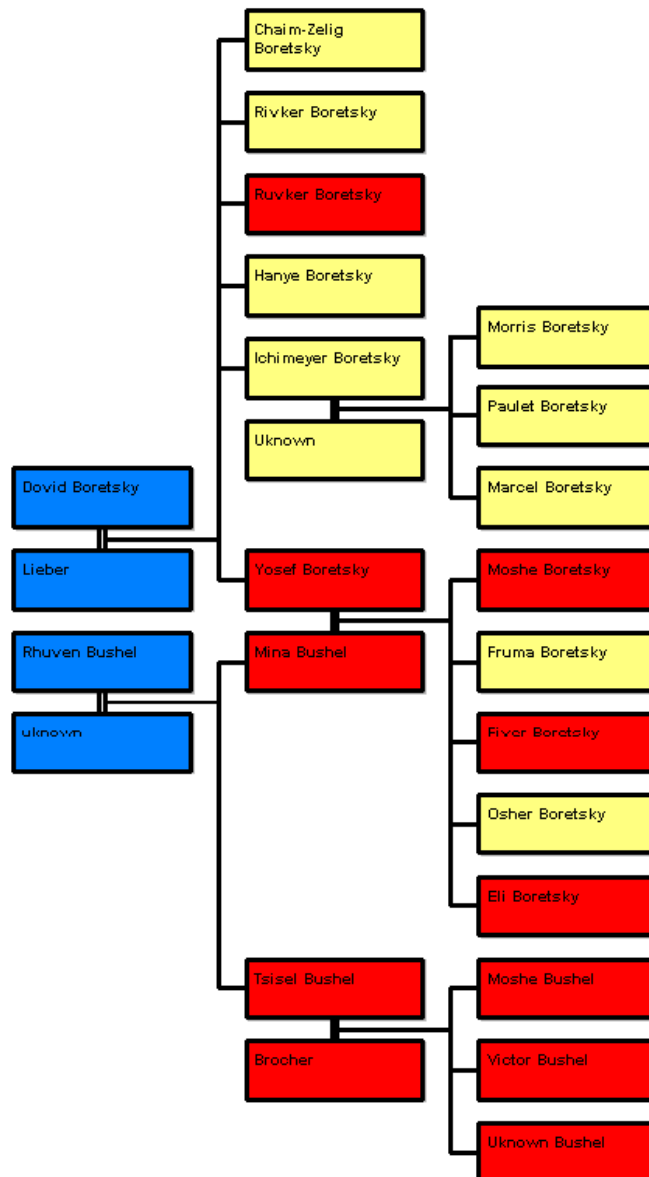 Chaim-Zelig
Boretsky
Rivker Boretsky
Ruvker Boretsky
Hanye Boretsky
Ichimeyer Boretsky
Uknown
Morris Boretsky
Paulet Boretsky
Marcel Boretsky
Dovid Boretsky
Lieber
Rhuven Bushel
uknown
Yosef Boretsky
Mina Bushel
Moshe Boretsky
Fruma Boretsky
Fiver Boretsky
Osher Boretsky
Eli Boretsky
Tsisel Bushel
Brocher
Moshe Bushel
Victor Bushel
Uknown Bushel